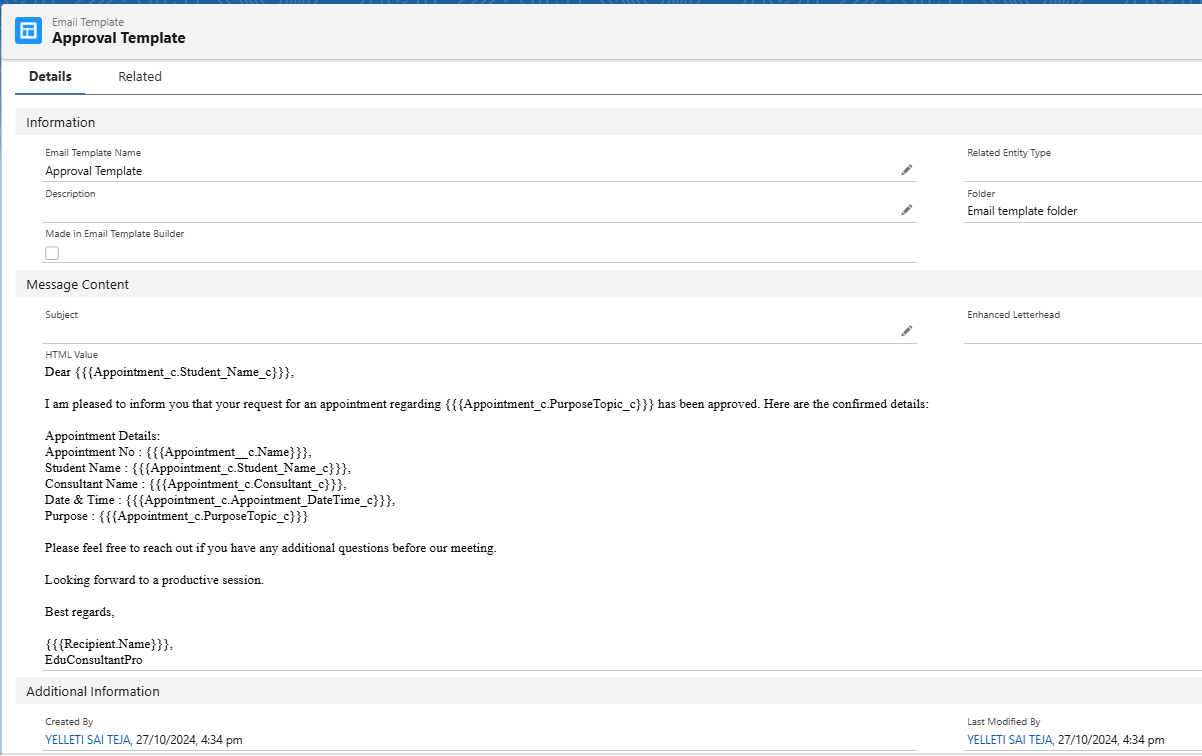 Email Template
Approval Template
Details
Related
Information
Email Template Name
Approval Template
Related Entity Type
Description
Folder
Email template folder
Made in Email Template Builder
Message Content
Subject
Enhanced Letterhead
HTML Value
Dear {{{Appointment_c.Student_Name_c}}},
I am pleased to inform you that your request for an appointment regarding {{{Appointment_c.PurposeTopic_c}}} has been approved. Here are the confirmed details:
Appointment Details:
Appointment No : {{{Appointment__c.Name}}},
Student Name : {{{Appointment_c.Student_Name_c}}},
Consultant Name : {{{Appointment_c.Consultant_c}}},
Date & Time : {{{Appointment_c.Appointment_DateTime_c}}},
Purpose : {{{Appointment_c.PurposeTopic_c}}}
Please feel free to reach out if you have any additional questions before our meeting.
Looking forward to a productive session.
Best regards,
{{{Recipient.Name}}},
EduConsultantPro
Additional Information
Created By
YELLETI SAI TEJA, 27/10/2024, 4:34 pm
Last Modified By
YELLETI SAI TEJA, 27/10/2024, 4:34 pm